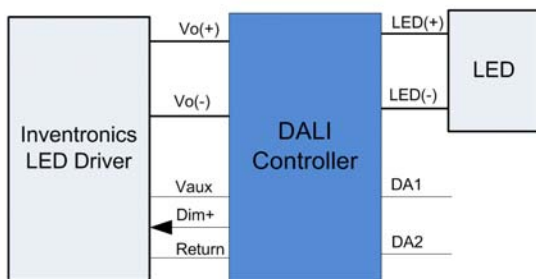 Inventronics
LED Driver
Vo(+)
Vo(-)
Vaux
Dim+
Return
DALI
Controller
LED(+)
LED(-)
DA1
DA2
LED